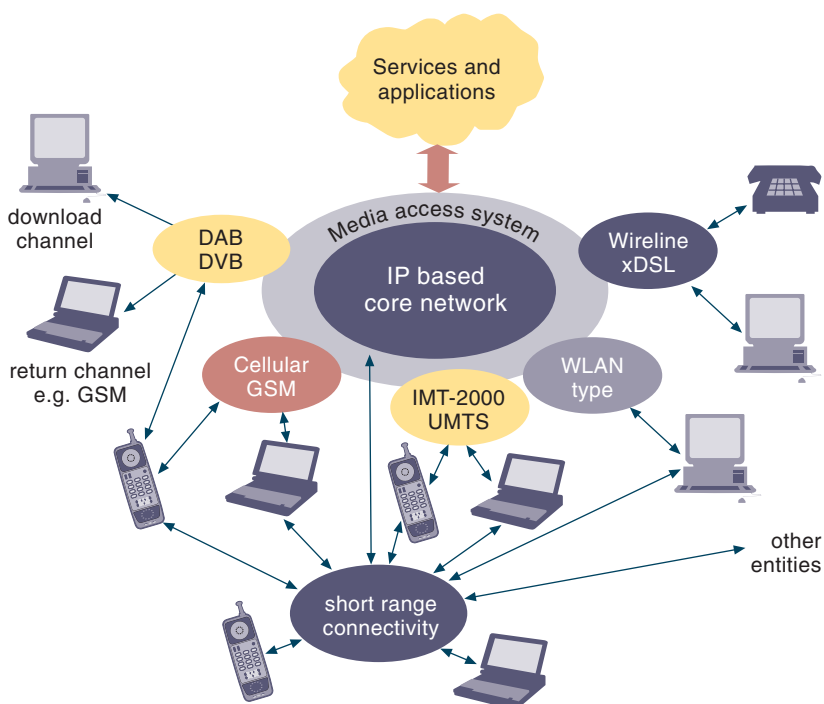 Services and
applications
Media access system
download
channel
DAB
DVB
IP based
core network
Wireline
xDSL
return channel
e.g. GSM
Cellular
GSM
IMT-2000
UMTS
WLAN
type
other
entities
short range
connectivity